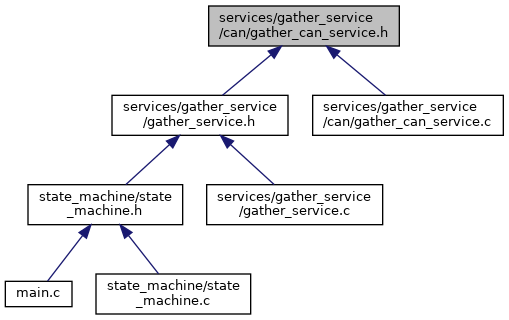 services/gather_service
/can/gather_can_service.h
services/gather_service
/gather_service.h
services/gather_service
/can/gather_can_service.c
state_machine/state
_machine.h
services/gather_service
/gather_service.c
main.c
state_machine/state
_machine.c